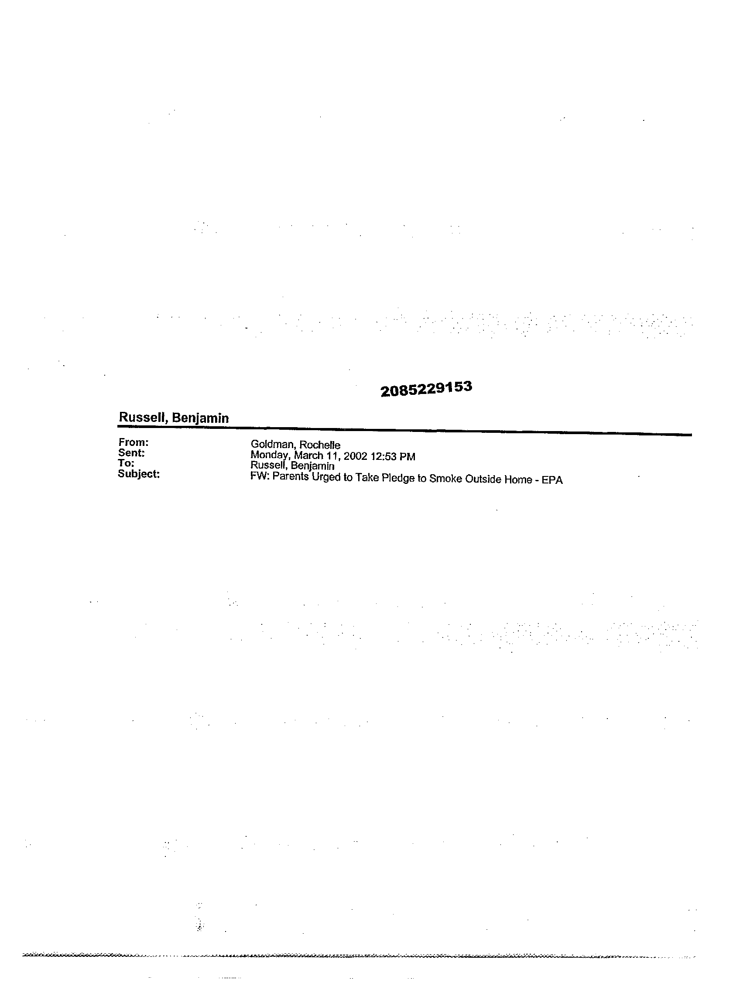 2085229153
Russell, Benjamin
From: Goldman, Rochelle
Sent: Monday, March 11, 2002 12:53 PM
To: Russell, Benjamin
Subject: FW: Parents Urged to Take Pledge to Smoke Outside Home - EPA